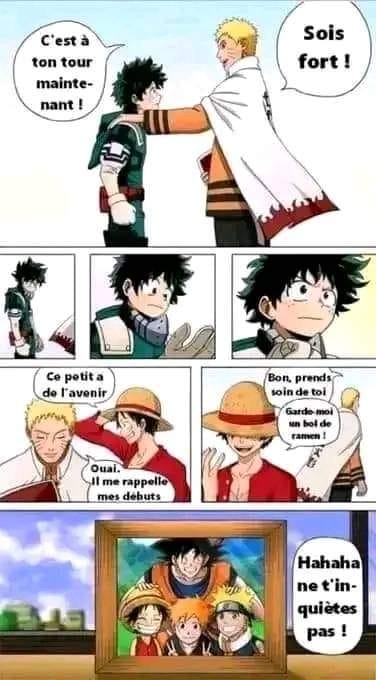 C'est à
ton tour
mainte-
nant !
Sois
fort !
Ce petit a
de l'avenir
Ouai.
Il me rappelle
mes débuts
Bon, prends
soin de toi
Garde-moi
un bol de
ramen !
Hahaha
ne t'in-
quiètes
pas !